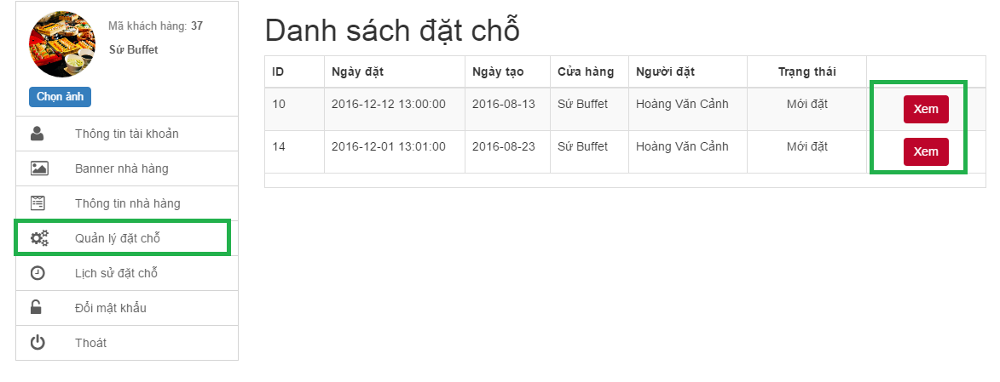 Mã khách hàng: 37
Sứ Buffet
Chọn ảnh
Thông tin tài khoản
Banner nhà hàng
Thông tin nhà hàng
Quản lý đặt chỗ
Lịch sử đặt chỗ
Đổi mật khẩu
Thoát
Danh sách đặt chỗ
ID Ngày đặt Ngày tạo Cửa hàng Người đặt Trạng thái
10 2016-12-12 13:00:00 2016-08-13 Sứ Buffet Hoàng Văn Cảnh Mới đặt Xem
14 2016-12-01 13:01:00 2016-08-23 Sứ Buffet Hoàng Văn Cảnh Mới đặt Xem